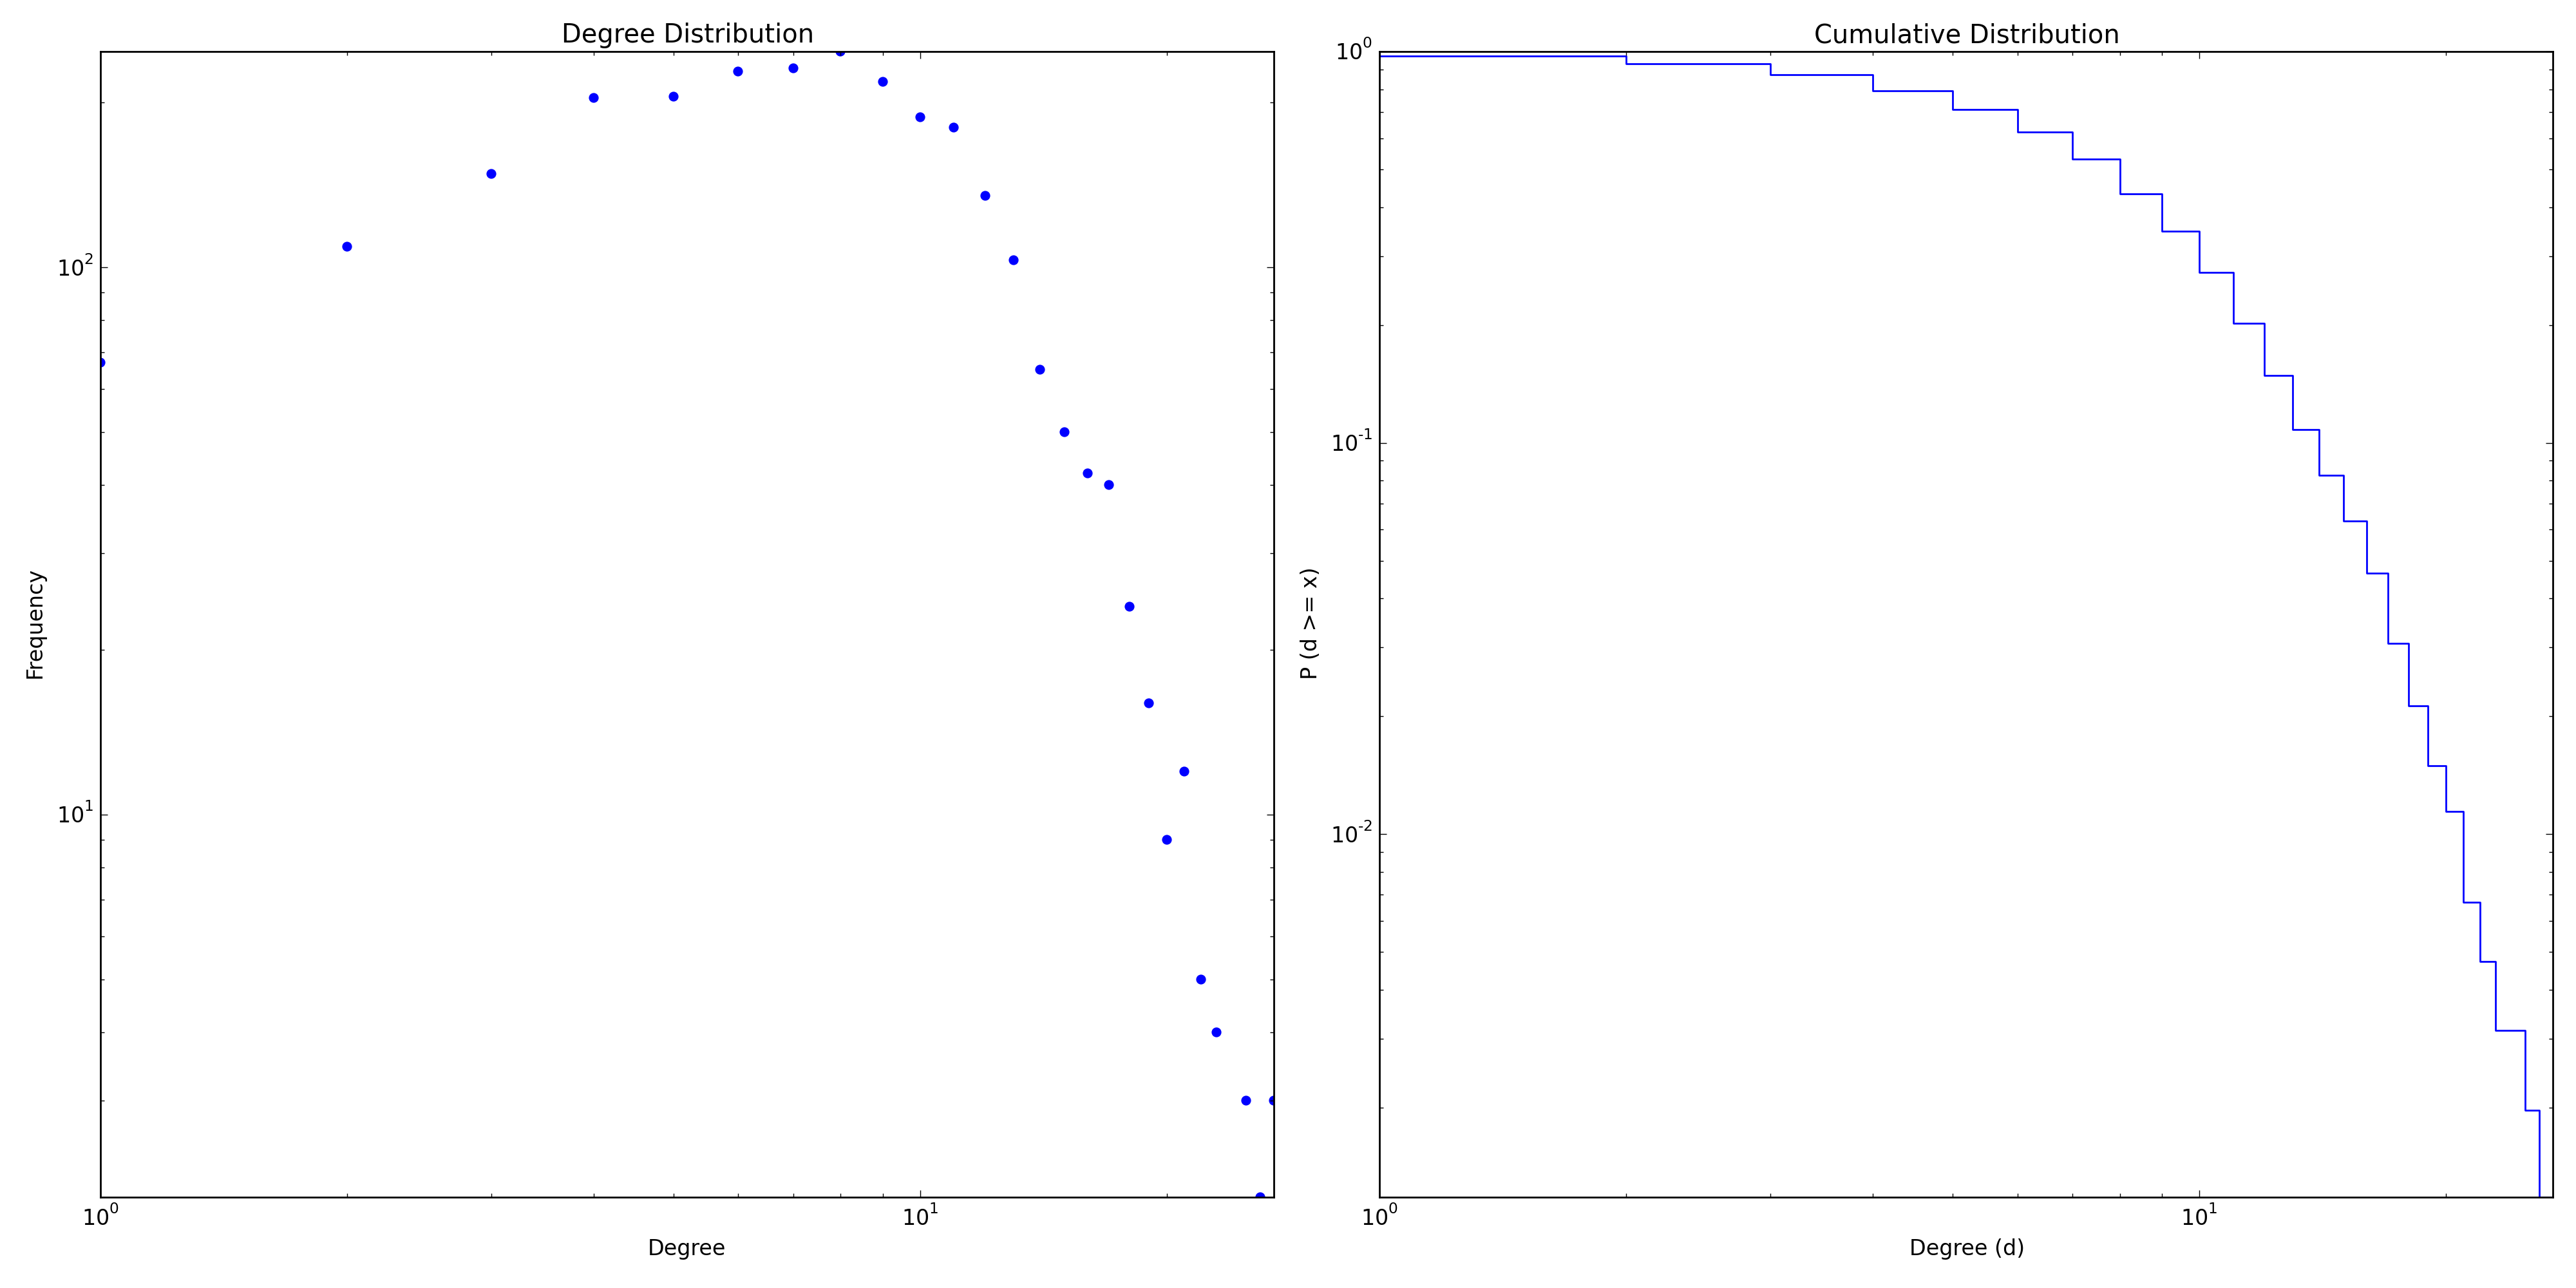 Degree Distribution
Frequency
10^2
10^1
10^0
10^1
Degree
Cumulative Distribution
P (d >= x)
10^0
10^-1
10^-2
10^0
10^1
Degree (d)